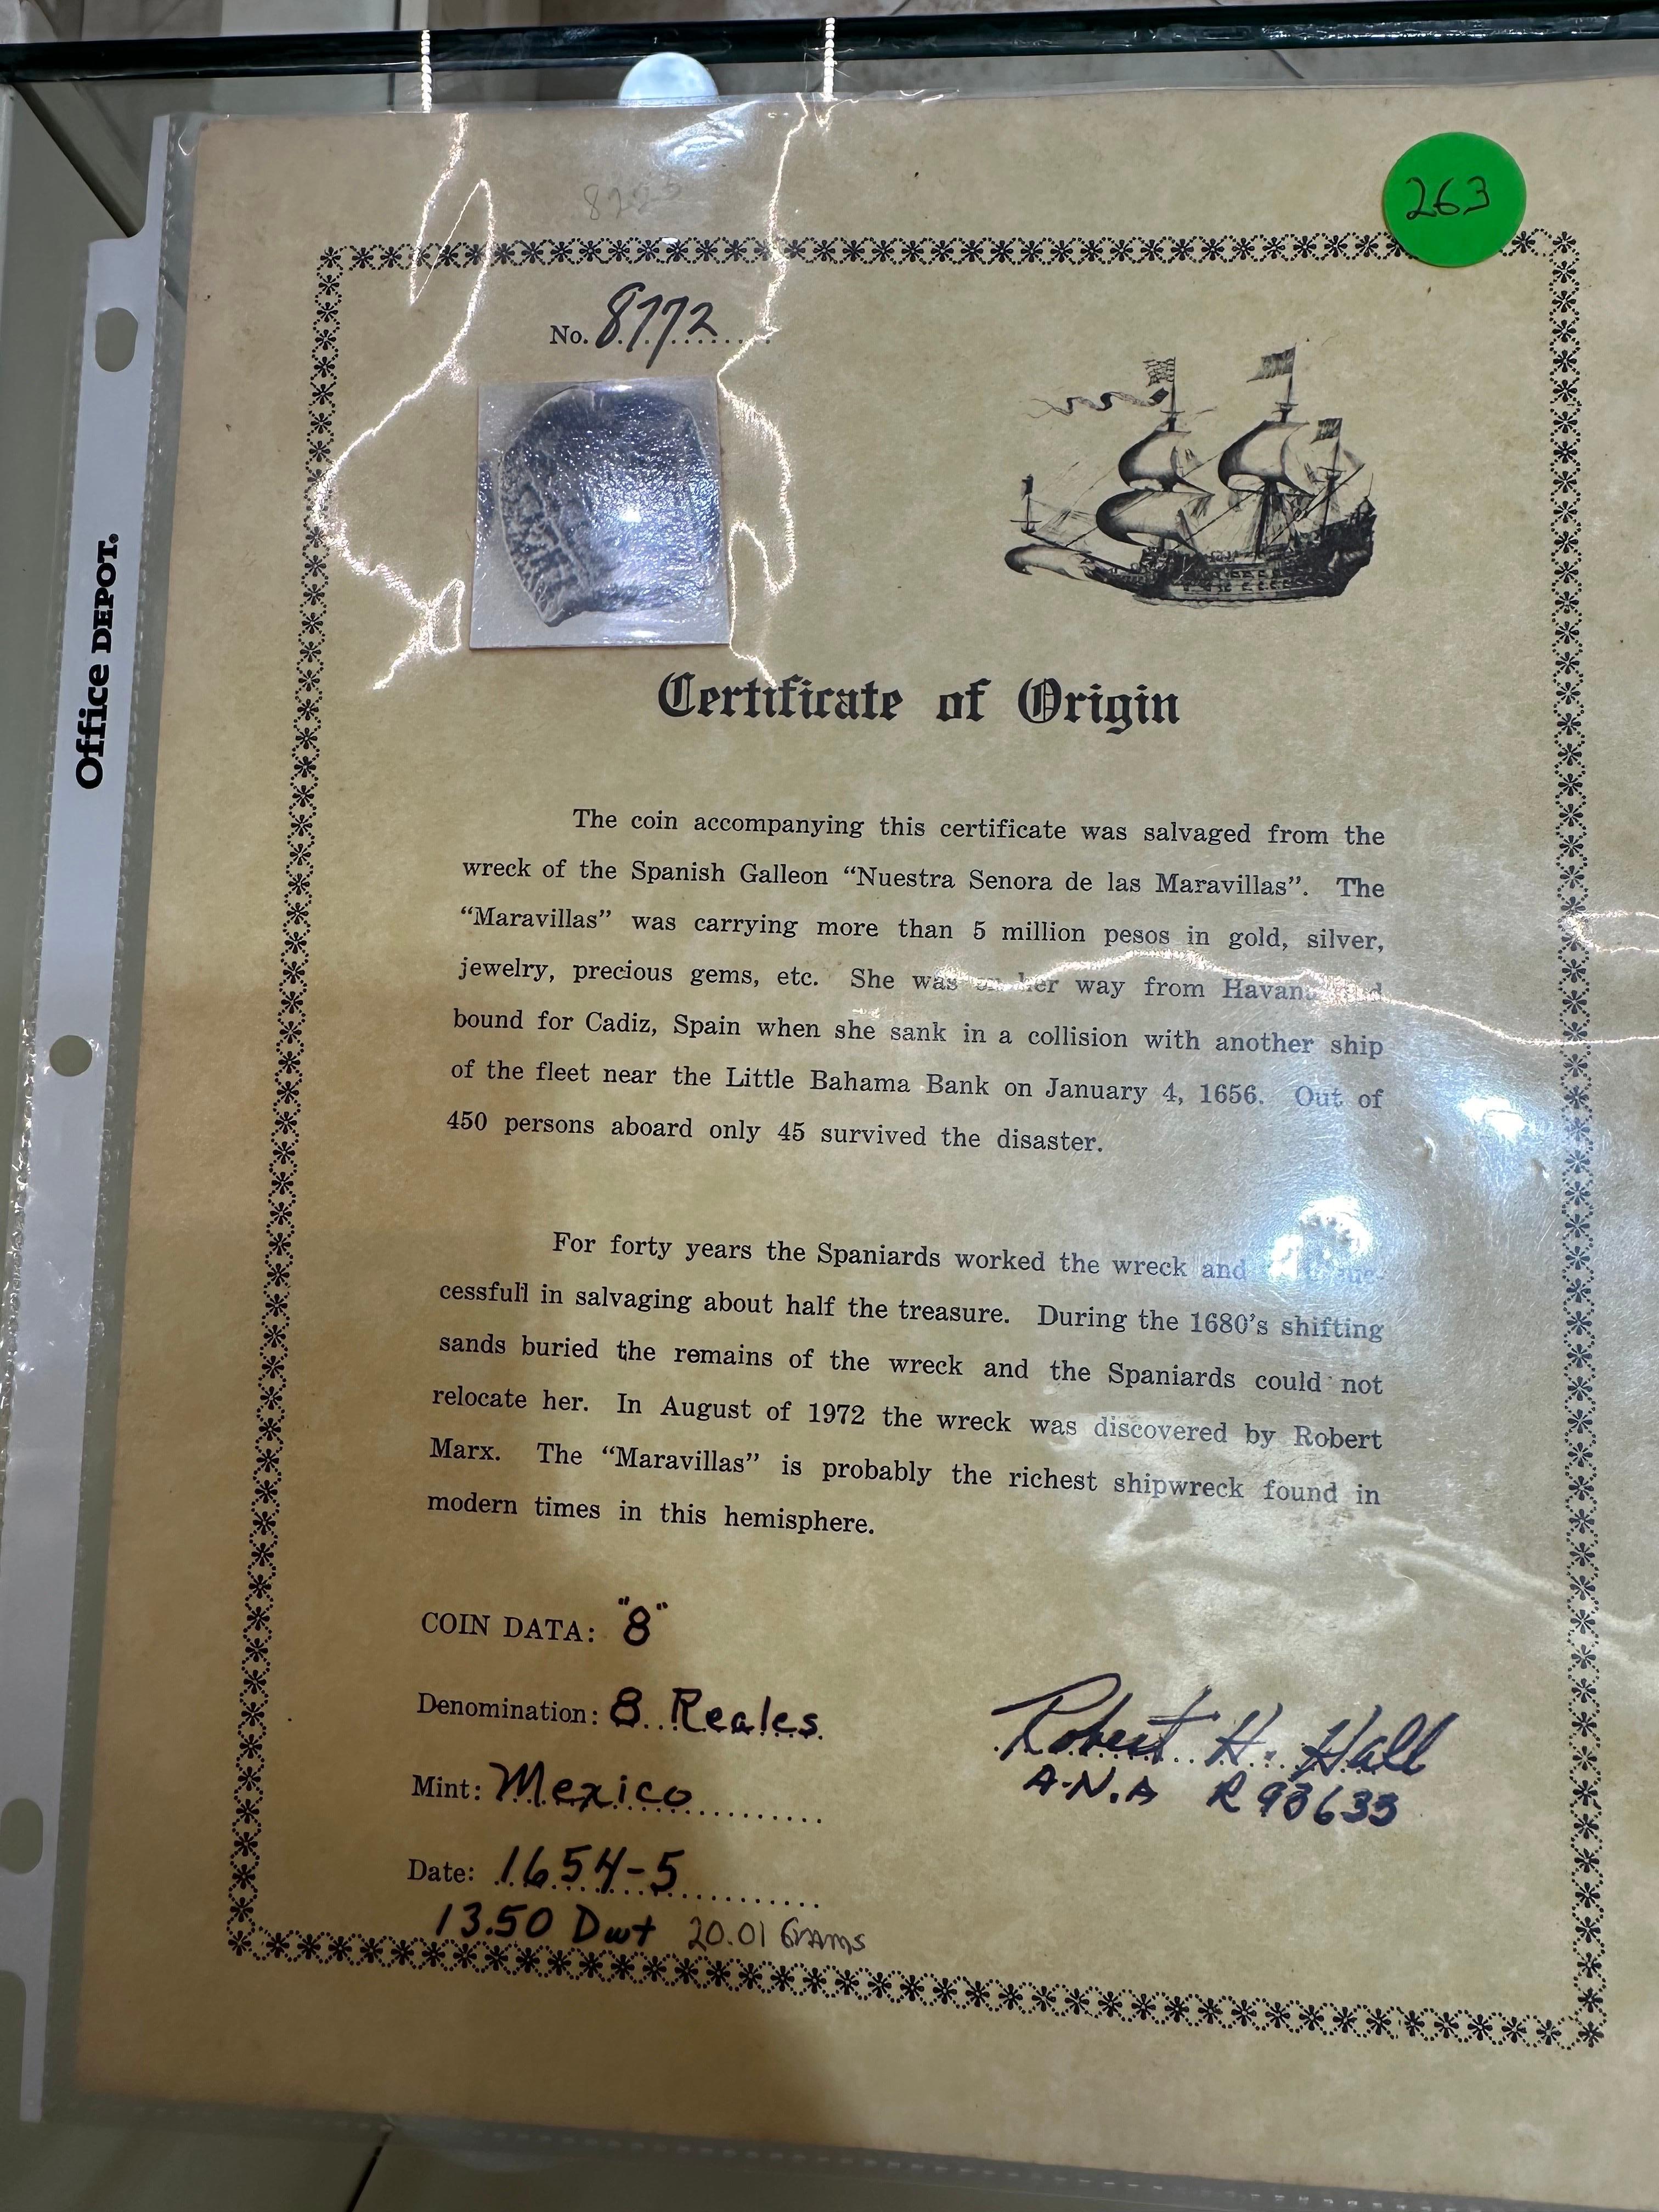 263
No. 8772
Office DEPOT.
Certificate of Origin
The coin accompanying this certificate was salvaged from the
wreck of the Spanish Galleon “Nuestra Senora de las Maravillas”. The
“Maravillas” was carrying more than 5 million pesos in gold, silver,
jewelry, precious gems, etc. She was her way from
bound for Cadiz, Spain when she sank in a collision with another ship
of the fleet near the Little Bahama Bank on January 4, 1656. Out of
450 persons aboard only 45 survived the disaster.
For forty years the Spaniards worked the wreck and
cessfull in salvaging about half the treasure. During the 1680's shifting
sands buried the remains of the wreck and the Spaniards could not
relocate her. In August of 1972 the wreck was discovered by Robert
Marx. The “Maravillas” is probably the richest shipwreck found in
modern times in this hemisphere.
COIN DATA: "8"
Denomination: 8 Reales
Robert H. Hall
A.N.A R 93633
Mint: Mexico
Date: 1654-5
13.50 Dwt 20.01 Grams